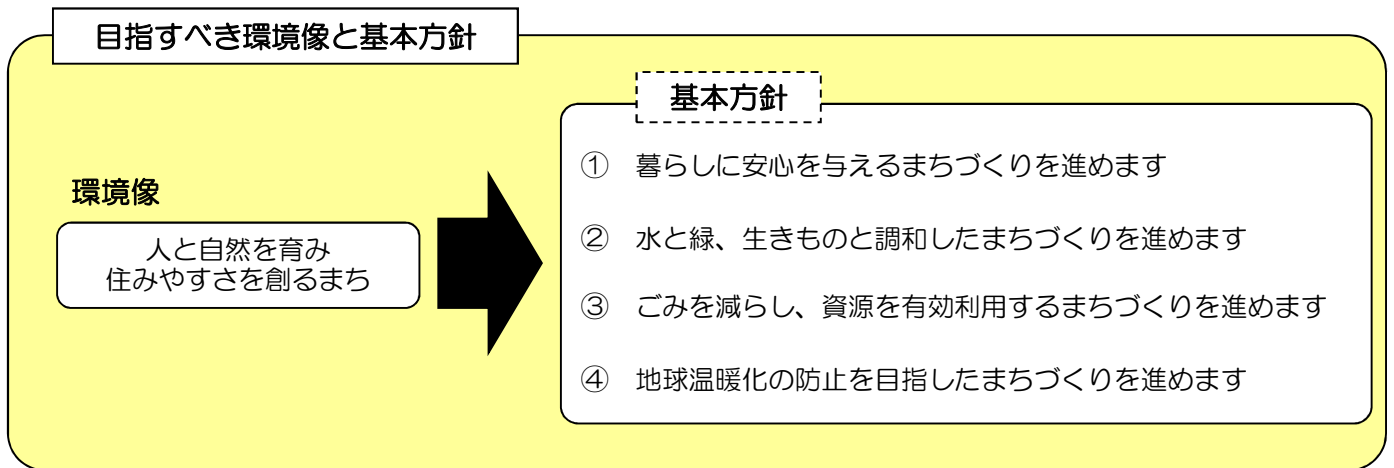 目指すべき環境像と基本方針
環境像
人と自然を育み
住みやすさを創るまち
基本方針
① 暮らしに安心を与えるまちづくりを進めます
② 水と緑、生きものと調和したまちづくりを進めます
③ ごみを減らし、資源を有効利用するまちづくりを進めます
④ 地球温暖化の防止を目指したまちづくりを進めます